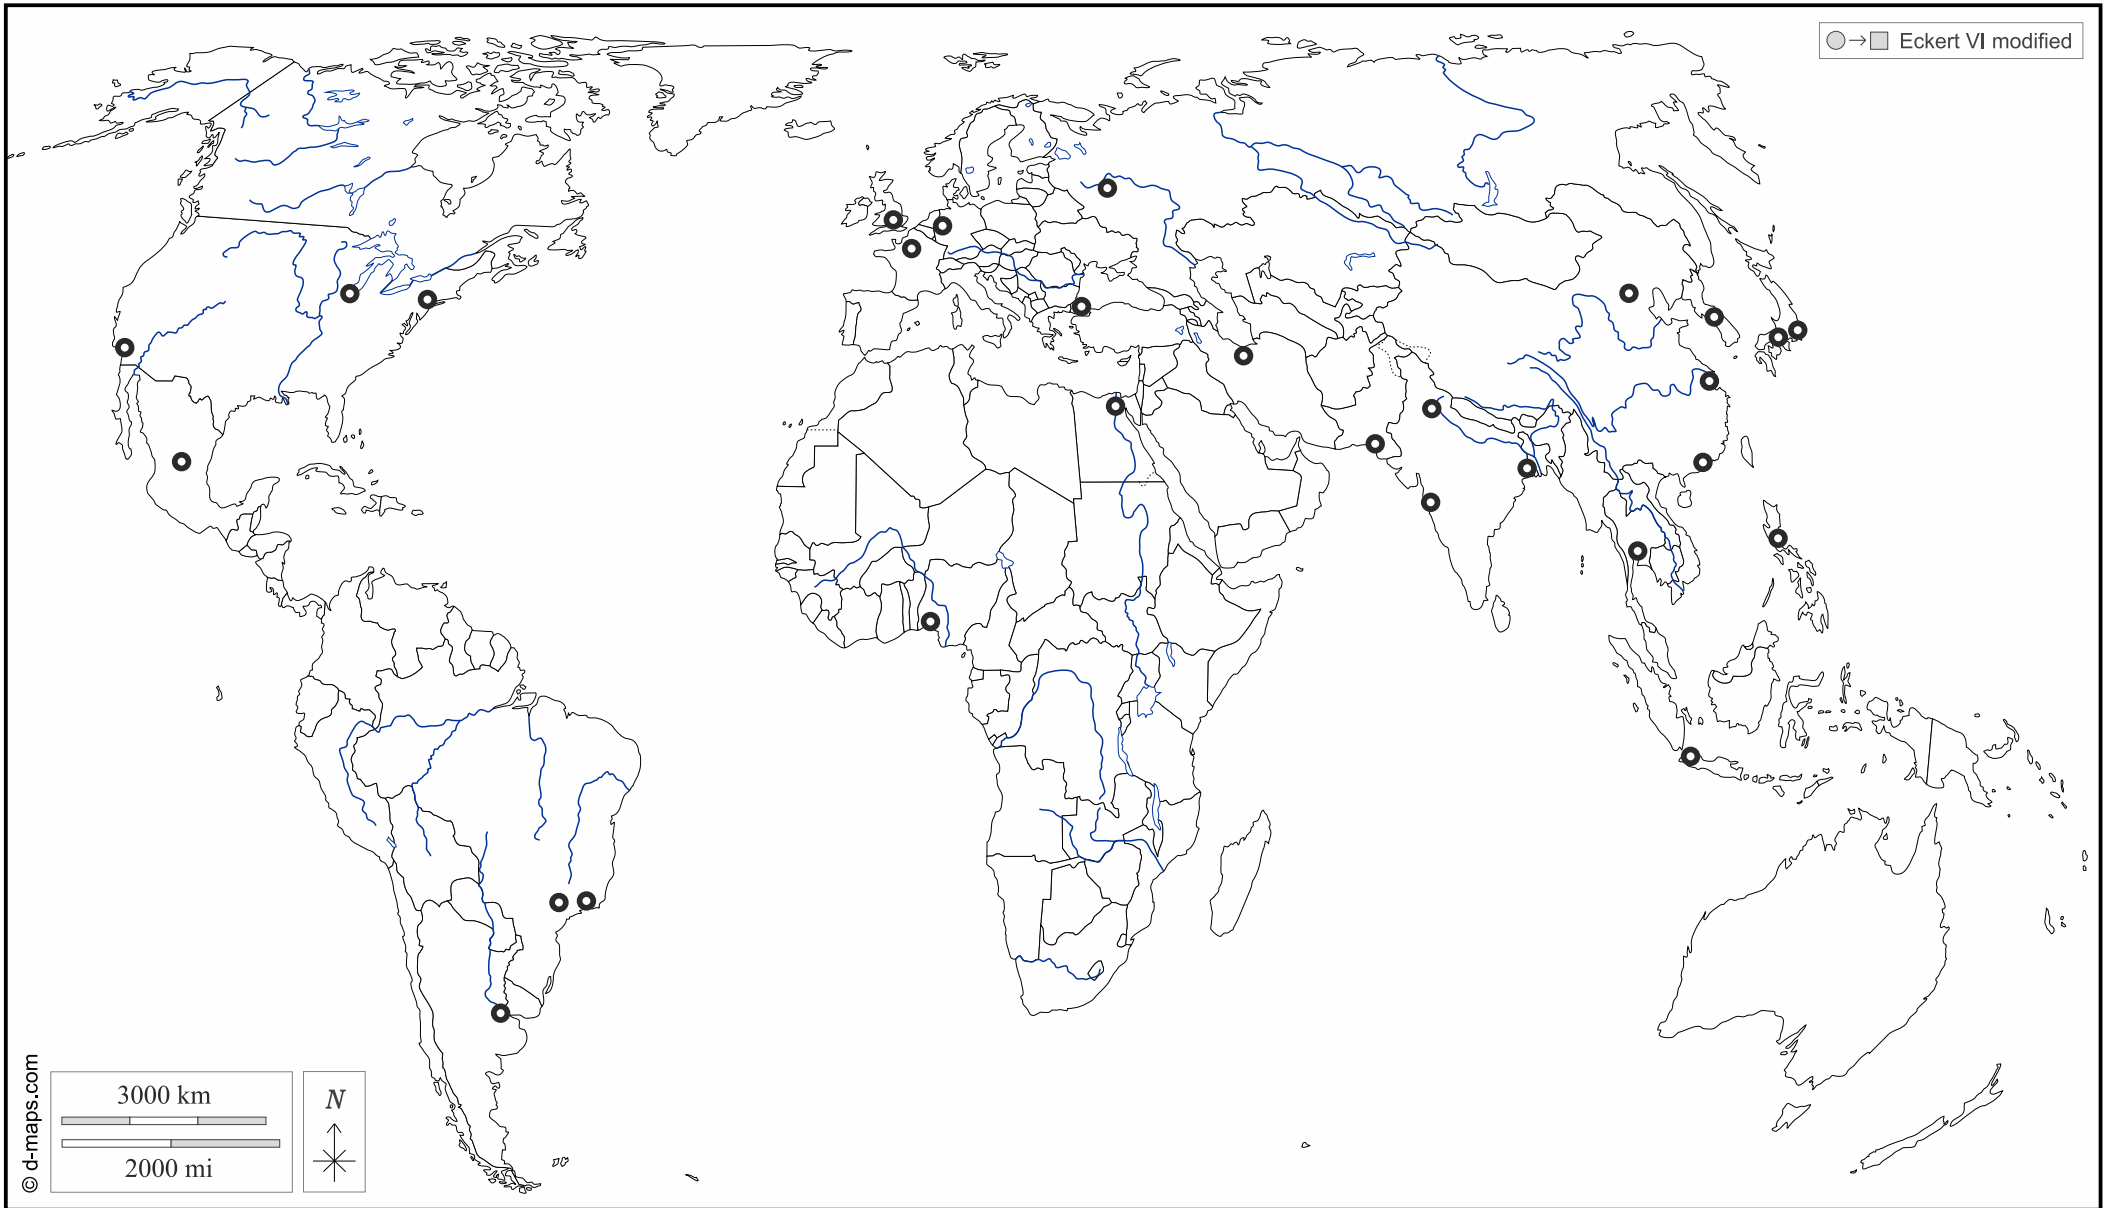 ○→□ Eckert VI modified
3000 km
2000 mi
N
© d-maps.com